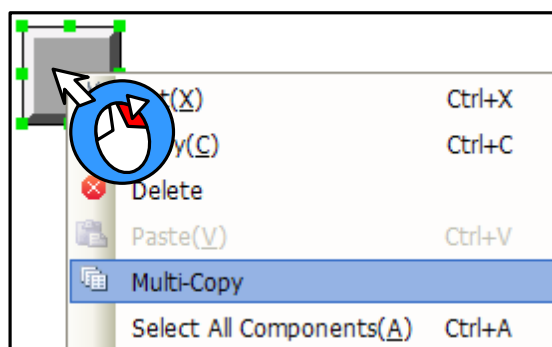 (X) Ctrl+X
y(C) Ctrl+C
Delete
Paste(V) Ctrl+V
Multi-Copy
Select All Components(A) Ctrl+A